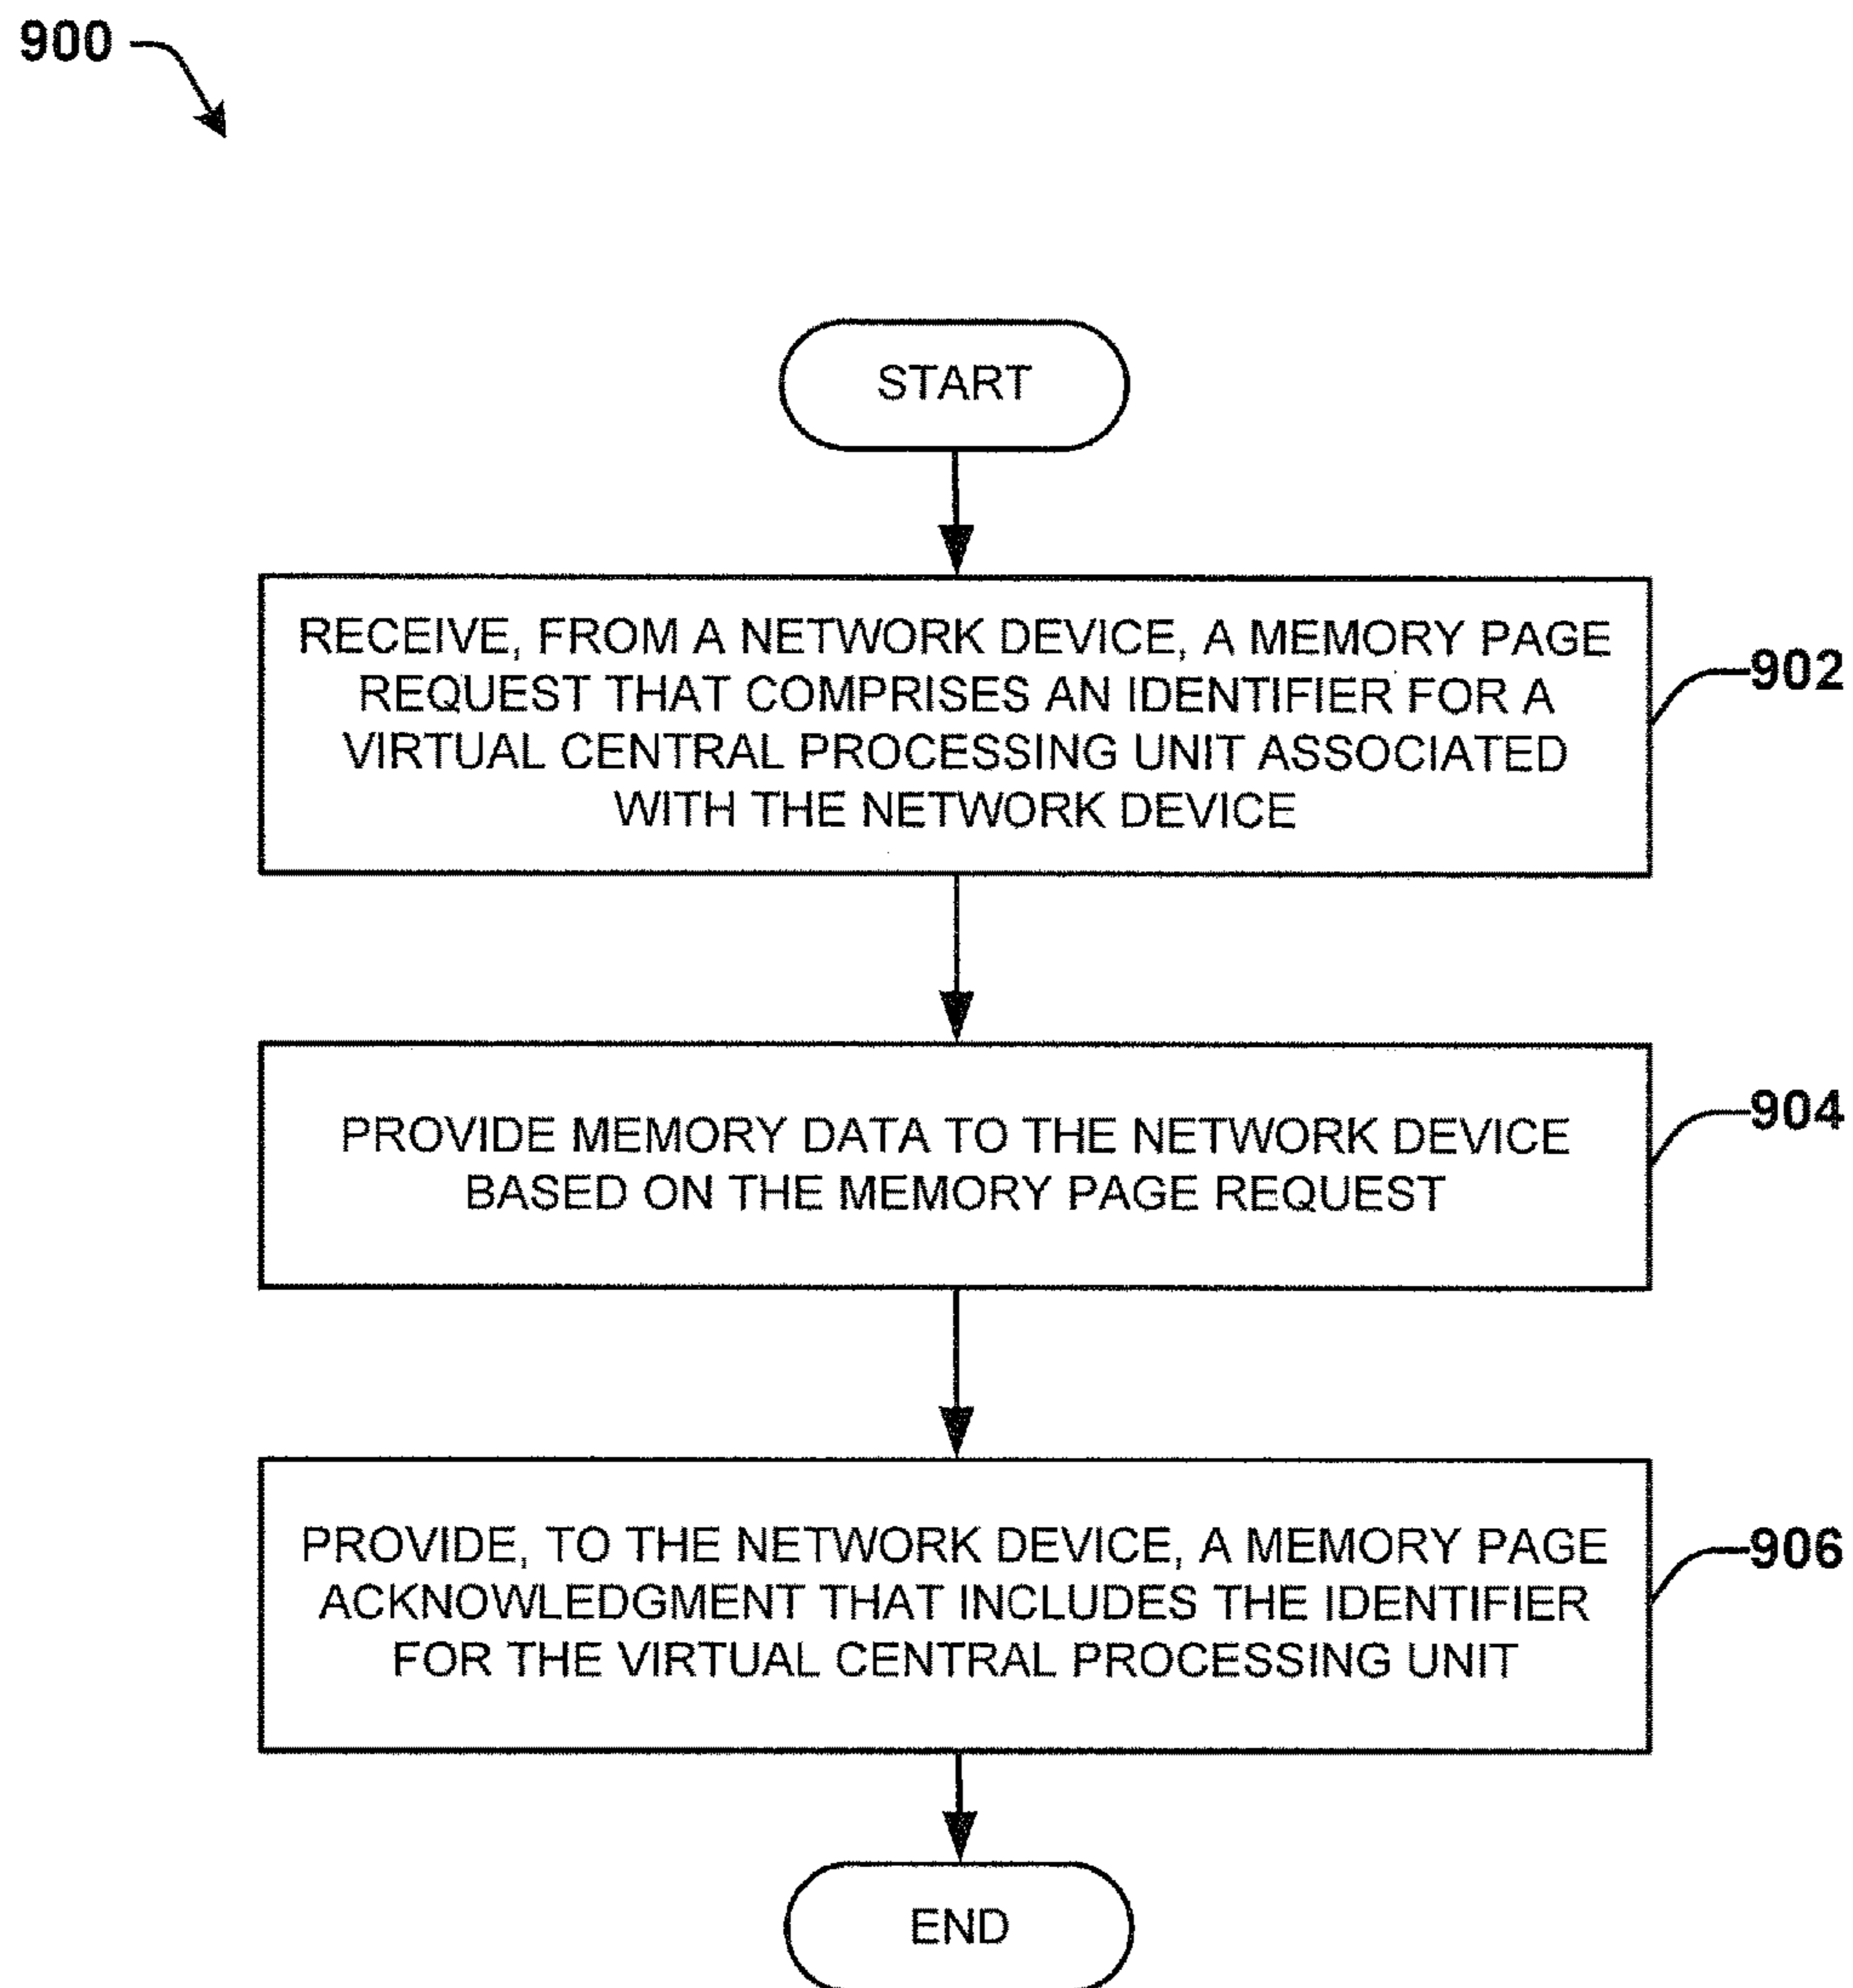 900
START
RECEIVE, FROM A NETWORK DEVICE, A MEMORY PAGE
REQUEST THAT COMPRISES AN IDENTIFIER FOR A
VIRTUAL CENTRAL PROCESSING UNIT ASSOCIATED
WITH THE NETWORK DEVICE
902
PROVIDE MEMORY DATA TO THE NETWORK DEVICE
BASED ON THE MEMORY PAGE REQUEST
904
PROVIDE, TO THE NETWORK DEVICE, A MEMORY PAGE
ACKNOWLEDGMENT THAT INCLUDES THE IDENTIFIER
FOR THE VIRTUAL CENTRAL PROCESSING UNIT
906
END